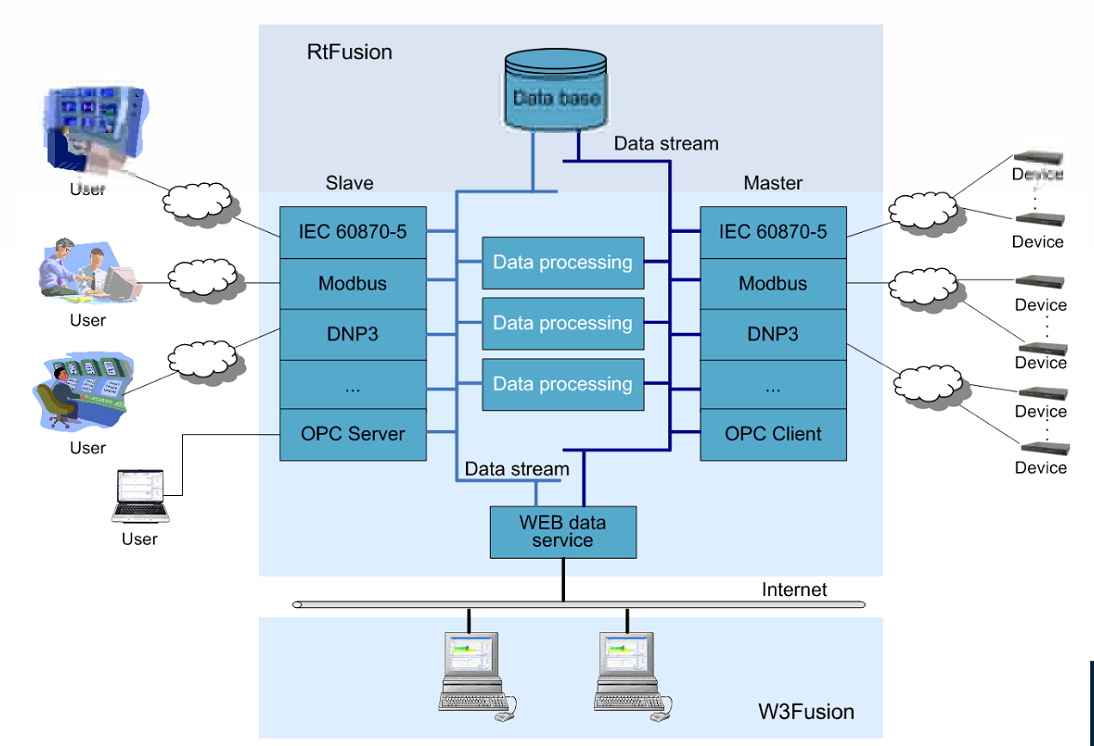 RtFusion
Data base
Data stream
Slave
Master
User
IEC 60870-5
Modbus
DNP3
...
OPC Server
User
User
User
Data processing
Data processing
Data processing
IEC 60870-5
Modbus
DNP3
...
OPC Client
Device
Device
Device
Device
Device
Device
Data stream
WEB data
service
Internet
W3Fusion